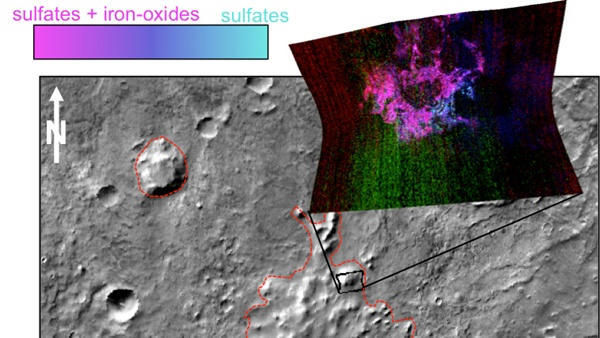 sulfates + iron-oxides
sulfates
N